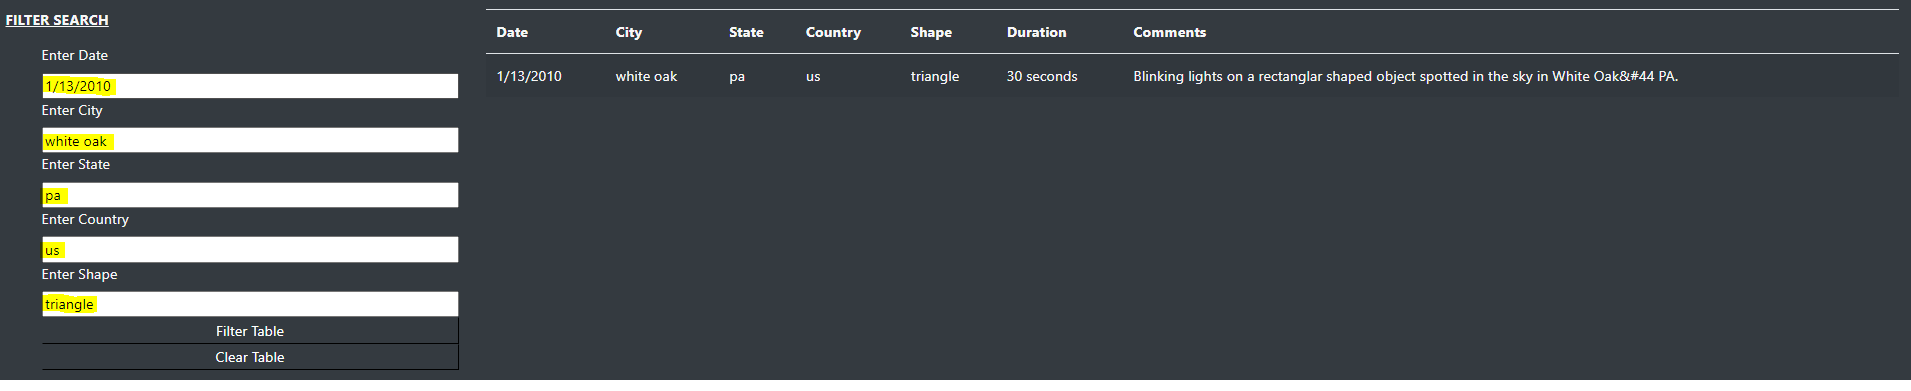 FILTER SEARCH
Enter Date
1/13/2010
Enter City
white oak
Enter State
pa
Enter Country
us
Enter Shape
triangle
Filter Table
Clear Table
Date City State Country Shape Duration Comments
1/13/2010 white oak pa us triangle 30 seconds Blinking lights on a rectanglar shaped object spotted in the sky in White Oak&#44 PA.